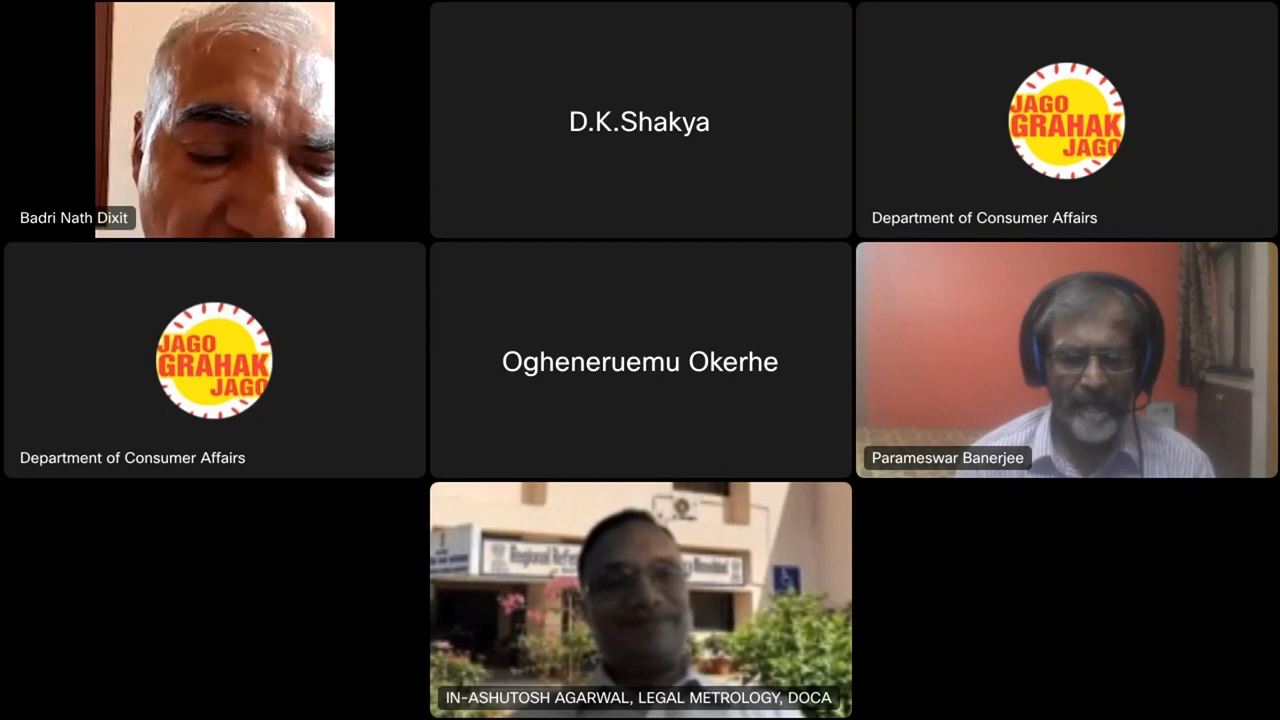 Badri Nath Dixit
D.K.Shakya
JAGO
GRAHAK
JAGO
Department of Consumer Affairs
JAGO
GRAHAK
JAGO
Department of Consumer Affairs
Ogheneruemu Okerhe
Parameswar Banerjee
Regional
IN-ASHUTOSH AGARWAL, LEGAL METROLOGY, DOCA